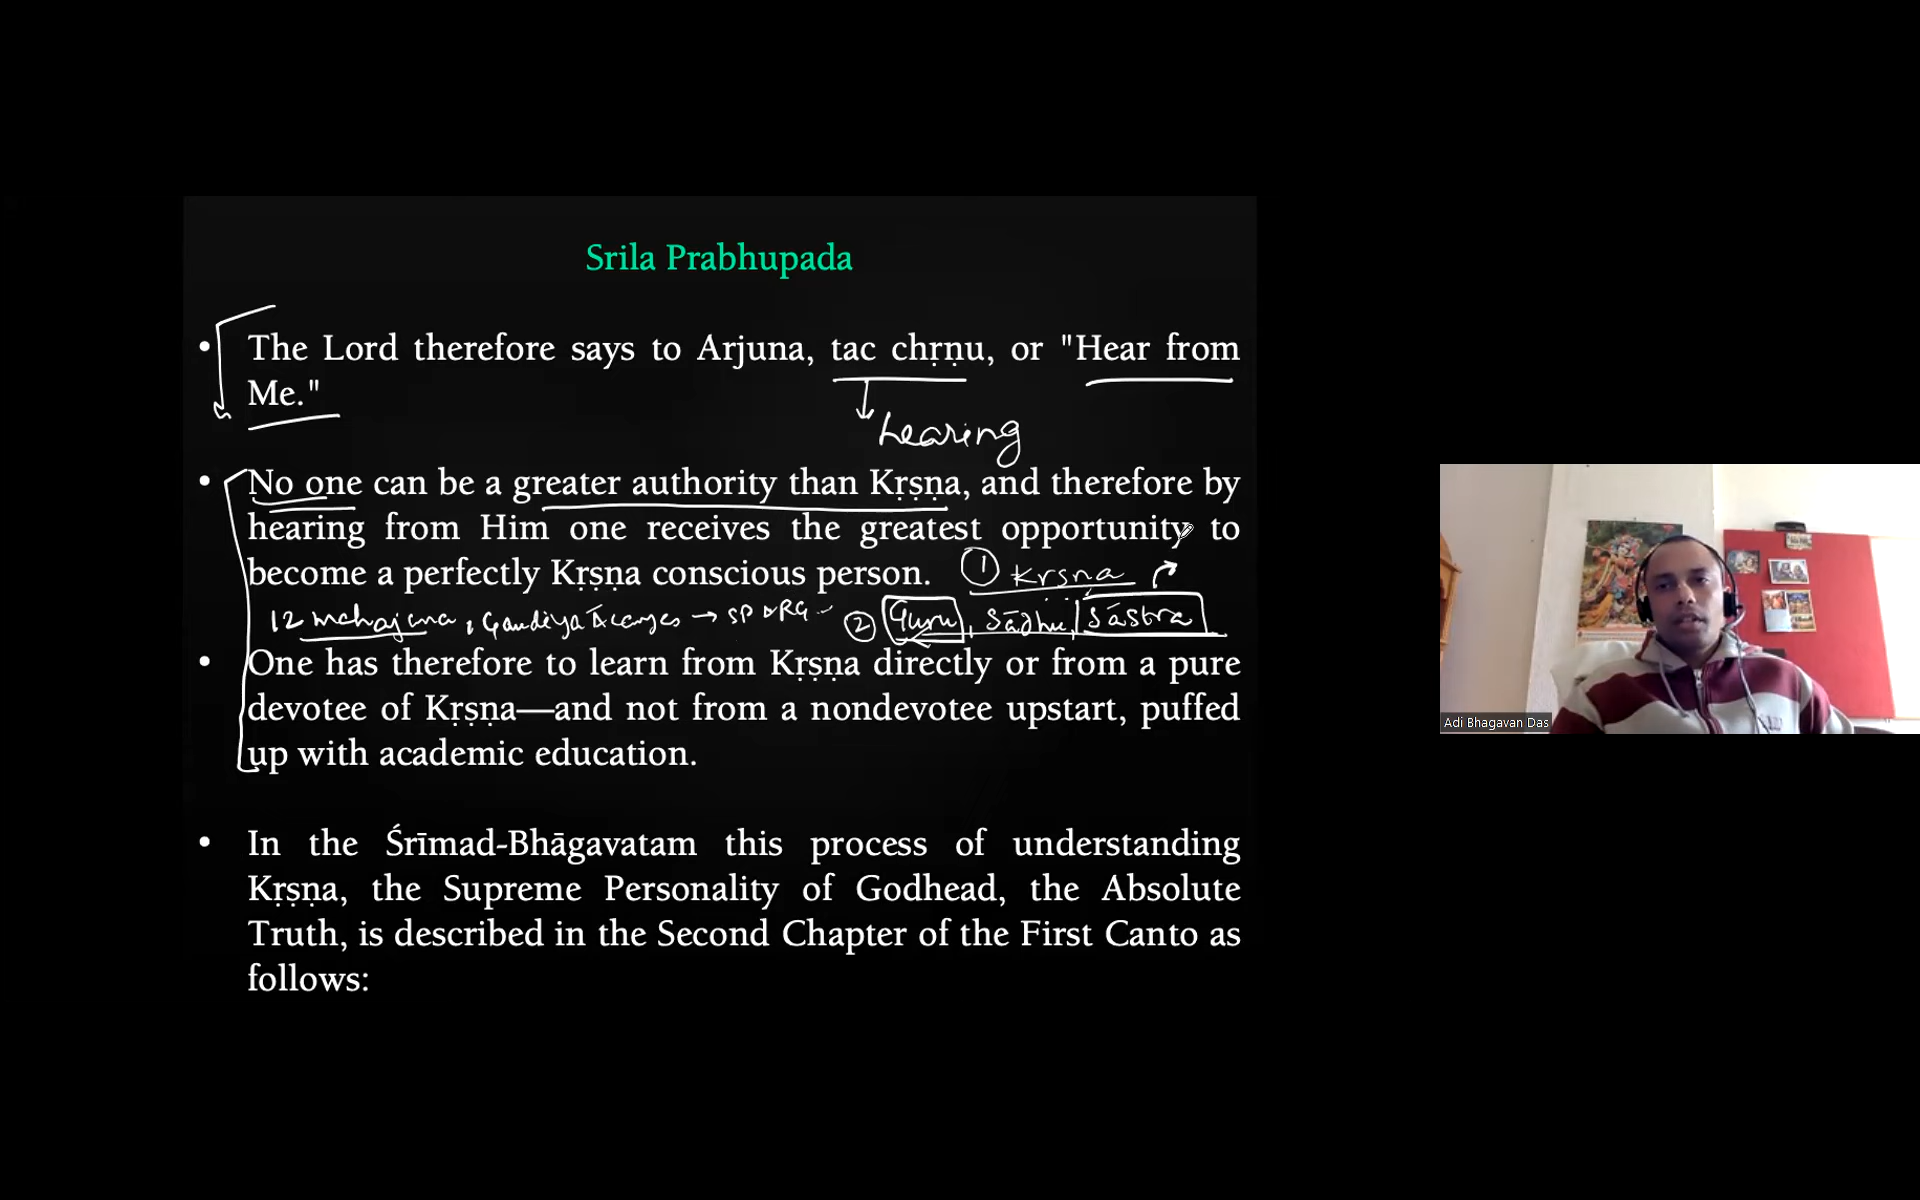 Srila Prabhupada
• The Lord therefore says to Arjuna, tac chṛṇu, or "Hear from
Me."
hearing
• No one can be a greater authority than Kṛṣṇa, and therefore by
hearing from Him one receives the greatest opportunity to
become a perfectly Kṛṣṇa conscious person. ① Krsna
12 mahajana, Gaudiya Ācaryes → SP RG ② Guru, Sādhu, Sāstra
• One has therefore to learn from Kṛṣṇa directly or from a pure
devotee of Kṛṣṇa—and not from a nondevotee upstart, puffed
up with academic education.
• In the Śrīmad-Bhāgavatam this process of understanding
Kṛṣṇa, the Supreme Personality of Godhead, the Absolute
Truth, is described in the Second Chapter of the First Canto as
follows:
Adi Bhagavan Das